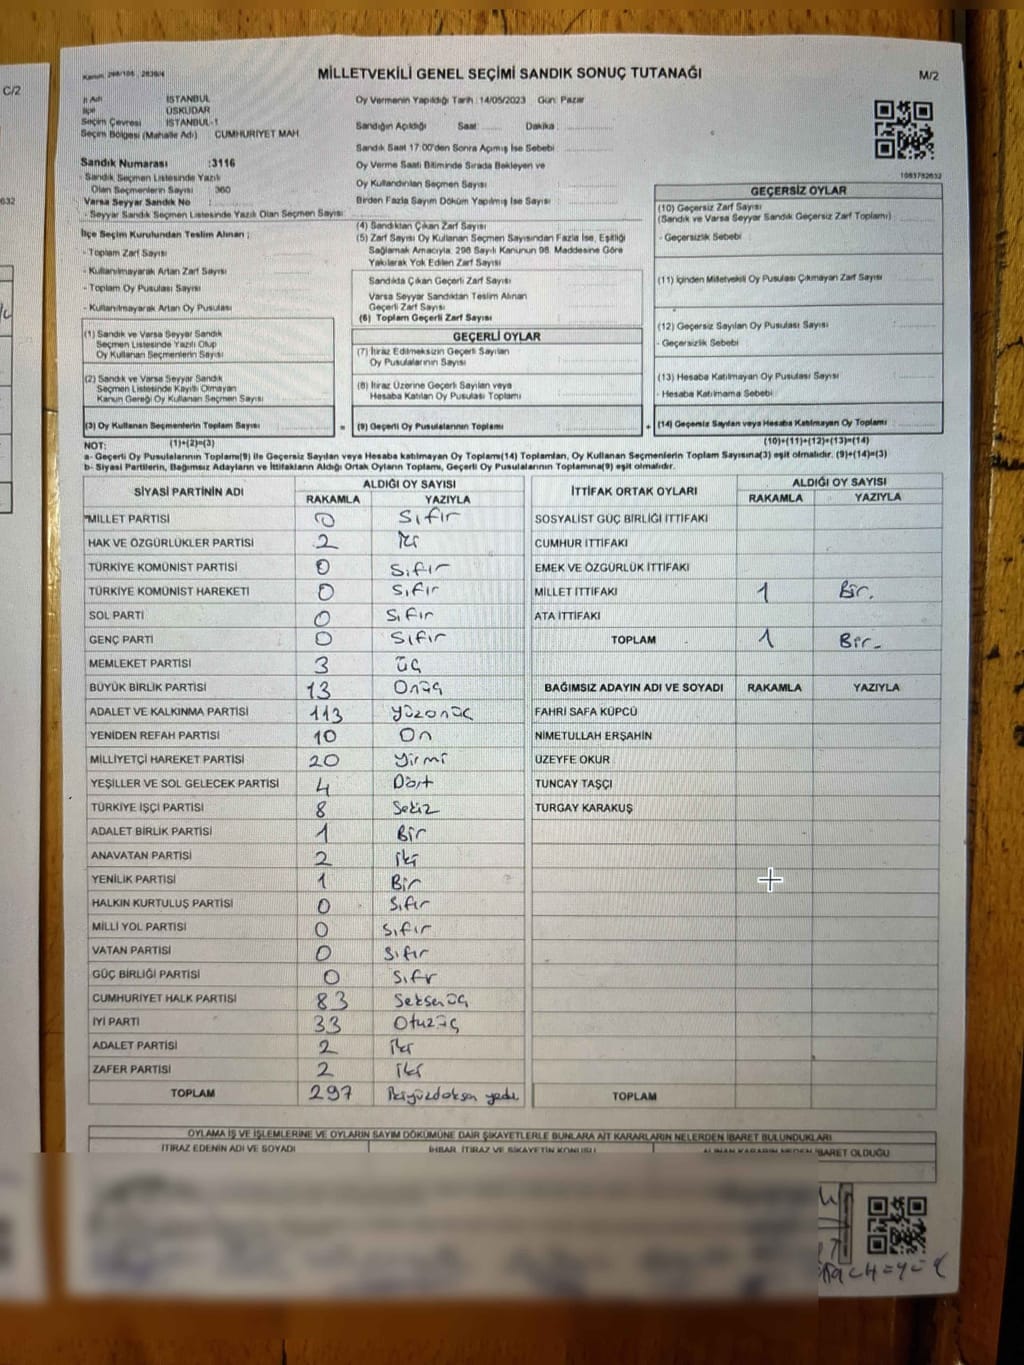 C/2
632
Kanun: 298/105 , 2839/4
MİLLETVEKİLİ GENEL SEÇİMİ SANDIK SONUÇ TUTANAĞI
M/2
İl Adı İSTANBUL
İlçe ÜSKÜDAR
Seçim Çevresi İSTANBUL-1
Seçim Bölgesi (Mahalle Adı) CUMHURİYET MAH.
Sandık Numarası :3116
- Sandık Seçmen Listesinde Yazılı
Olan Seçmenlerin Sayısı : 360
Varsa Seyyar Sandık No
- Seyyar Sandık Seçmen Listesinde Yazılı Olan Seçmen Sayısı:
İlçe Seçim Kurulundan Teslim Alınan ;
- Toplam Zarf Sayısı
- Kullanılmayarak Artan Zarf Sayısı
- Toplam Oy Pusulası Sayısı
- Kullanılmayarak Artan Oy Pusulası
(1) Sandık ve Varsa Seyyar Sandık
Seçmen Listesinde Yazılı Olup
Oy Kullanan Seçmenlerin Sayısı
(2) Sandık ve Varsa Seyyar Sandık
Seçmen Listesinde Kayıtlı Olmayan
Kanun Gereği Oy Kullanan Seçmen Sayısı
(3) Oy Kullanan Seçmenlerin Toplam Sayısı
(1)+(2)=(3)
Oy Vermenin Yapıldığı Tarih : 14/05/2023 Gün: Pazar
Sandığın Açıldığı Saat: Dakika:
Sandık Saat 17:00'den Sonra Açılmış İse Sebebi
Oy Verme Saati Bitiminde Sırada Bekleyen ve
Oy Kullandırılan Seçmen Sayısı
Birden Fazla Sayım Döküm Yapılmış İse Sayısı
(4) Sandıktan Çıkan Zarf Sayısı
(5) Zarf Sayısı Oy Kullanan Seçmen Sayısından Fazla İse, Eşitliği
Sağlamak Amacıyla, 298 Sayılı Kanunun 98. Maddesine Göre
Yakılarak Yok Edilen Zarf Sayısı
Sandıkta Çıkan Geçerli Zarf Sayısı
Varsa Seyyar Sandıktan Teslim Alınan
Geçerli Zarf Sayısı
(6) Toplam Geçerli Zarf Sayısı
GEÇERLİ OYLAR
(7) İtiraz Edilmeksizin Geçerli Sayılan
Oy Pusulalarının Sayısı
(8) İtiraz Üzerine Geçerli Sayılan veya
Hesaba Katılan Oy Pusulası Toplamı
= (9) Geçerli Oy Pusulalarının Toplamı
1083782632
GEÇERSİZ OYLAR
(10) Geçersiz Zarf Sayısı
(Sandık ve Varsa Seyyar Sandık Geçersiz Zarf Toplamı)
- Geçersizlik Sebebi
(11) İçinden Milletvekili Oy Pusulası Çıkmayan Zarf Sayısı
(12) Geçersiz Sayılan Oy Pusulası Sayısı
- Geçersizlik Sebebi
(13) Hesaba Katılmayan Oy Pusulası Sayısı
- Hesaba Katılmama Sebebi
+ (14) Geçersiz Sayılan veya Hesaba Katılmayan Oy Toplamı
(10)+(11)+(12)+(13)=(14)
NOT:
a- Geçerli Oy Pusulasının Toplamı(9) ile Geçersiz Sayılan veya Hesaba katılmayan Oy Toplamı(14) Toplamları, Oy Kullanan Seçmenlerin Toplam Sayısına(3) eşit olmalıdır. (9)+(14)=(3)
b- Siyasi Partilerin, Bağımsız Adayların ve İttifakların Aldığı Ortak Oyların Toplamı, Geçerli Oy Pusulalarının Toplamına(9) eşit olmalıdır.
SİYASİ PARTİNİN ADI ALDIĞI OY SAYISI
RAKAMLA YAZIYLA
MİLLET PARTİSİ 0 Sıfır
HAK VE ÖZGÜRLÜKLER PARTİSİ 2 İki
TÜRKİYE KOMÜNİST PARTİSİ 0 Sıfır
TÜRKİYE KOMÜNİST HAREKETİ 0 Sıfır
SOL PARTİ 0 Sıfır
GENÇ PARTİ 0 Sıfır
MEMLEKET PARTİSİ 3 üç
BÜYÜK BİRLİK PARTİSİ 13 Onüç
ADALET VE KALKINMA PARTİSİ 113 yüzonüç
YENİDEN REFAH PARTİSİ 10 On
MİLLİYETÇİ HAREKET PARTİSİ 20 yirmi
YEŞİLLER VE SOL GELECEK PARTİSİ 4 Dört
TÜRKİYE İŞÇİ PARTİSİ 8 Sekiz
ADALET BİRLİK PARTİSİ 1 Bir
ANAVATAN PARTİSİ 2 iki
YENİLİK PARTİSİ 1 Bir
HALKIN KURTULUŞ PARTİSİ 0 Sıfır
MİLLİ YOL PARTİSİ 0 Sıfır
VATAN PARTİSİ 0 Sıfır
GÜÇ BİRLİĞİ PARTİSİ 0 Sıfır
CUMHURİYET HALK PARTİSİ 83 Seksenüç
İYİ PARTİ 33 Otuzüç
ADALET PARTİSİ 2 iki
ZAFER PARTİSİ 2 iki
TOPLAM 297 İkiyüzdoksan yedi
İTTİFAK ORTAK OYLARI ALDIĞI OY SAYISI
RAKAMLA YAZIYLA
SOSYALİST GÜÇ BİRLİĞİ İTTİFAKI
CUMHUR İTTİFAKI
EMEK VE ÖZGÜRLÜK İTTİFAKI
MİLLET İTTİFAKI 1 Bir.
ATA İTTİFAKI
TOPLAM 1 Bir.
BAĞIMSIZ ADAYIN ADI VE SOYADI RAKAMLA YAZIYLA
FAHRİ SAFA KÜPCÜ
NİMETULLAH ERŞAHİN
ÜZEYFE OKUR
TUNCAY TAŞÇI
TURGAY KARAKUŞ
TOPLAM
OYLAMA İŞ VE İŞLEMLERİNE VE OYLARIN SAYIM DÖKÜMÜNE DAİR ŞİKAYETLERLE BUNLARA AİT KARARLARIN NELERDEN İBARET BULUNDUKLARI
İTİRAZ EDENİN ADI VE SOYADI İHBAR, İTİRAZ VE ŞİKAYETİN KONUSU ALINAN KARARIN NEDEN İBARET OLDUĞU